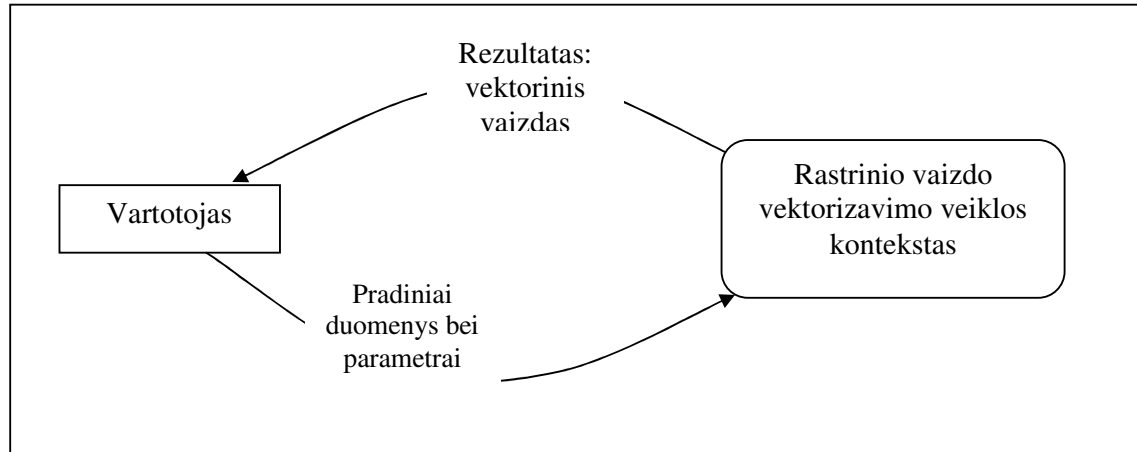 Rezultatas:
vektorinis
vaizdas
Rastrinio vaizdo
vektorizavimo veiklos
kontekstas
Vartotojas
Pradiniai
duomenys bei
parametrai